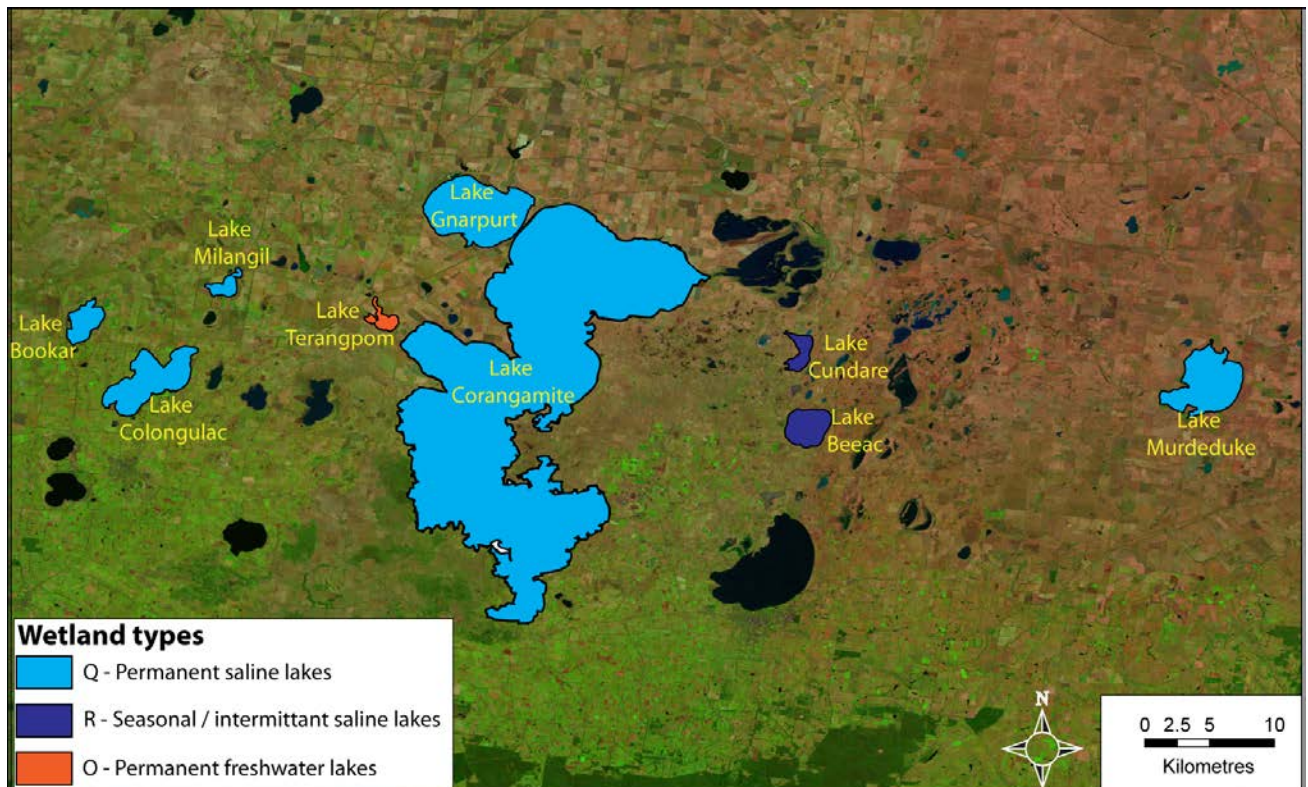 Lake
Gnarpurt
Lake
Milangil
Lake
Terangpom
Lake
Bookar
Lake
Corangamite
Lake
Cundare
Lake
Colongulac
Lake
Beeac
Lake
Murdeduke
Wetland types
Q - Permanent saline lakes
R - Seasonal / intermittant saline lakes
O - Permanent freshwater lakes
N
0 2.5 5 10
Kilometres